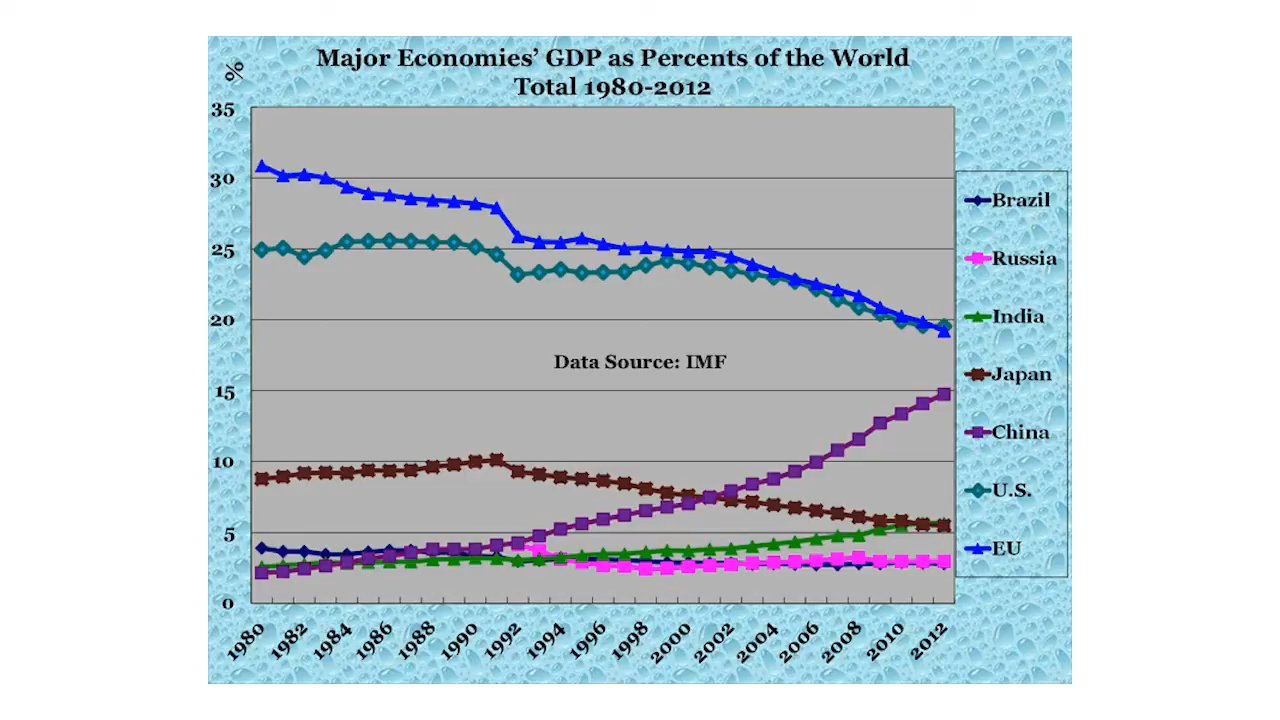 Major Economies’ GDP as Percents of the World
Total 1980-2012
%
35
30
25
20
15
10
5
0
Data Source: IMF
1980
1982
1984
1986
1988
1990
1992
1994
1996
1998
2000
2002
2004
2006
2008
2010
2012
Brazil
Russia
India
Japan
China
U.S.
EU